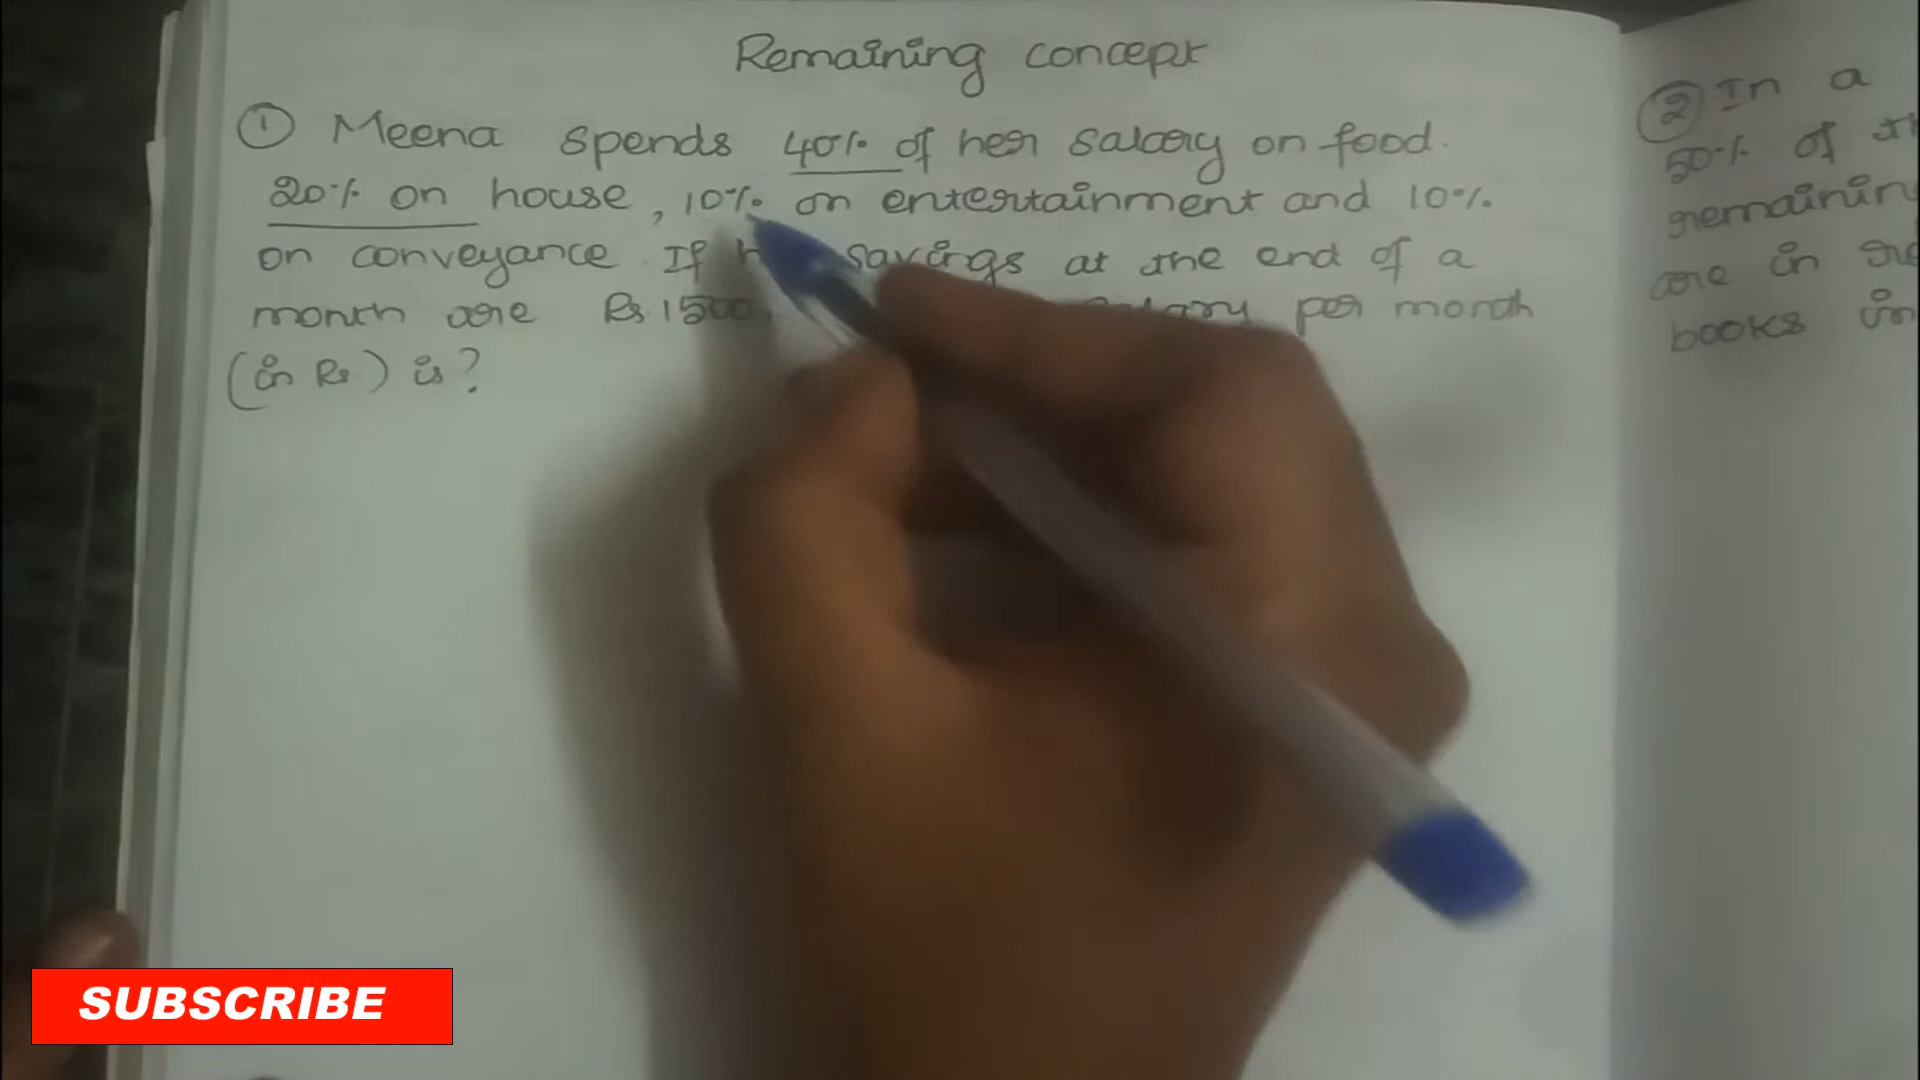 Remaining concept
① Meena spends 40% of her salary on food.
20% on house, 10% on entertainment and 10%
on conveyance. If savings at the end of a
month are Rs. 1500, salary per month
(in Rs) is?
② In a
50% of
remaining
are in
books in
SUBSCRIBE